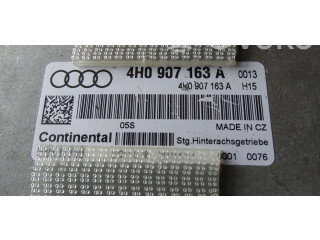 4H0 907 163 A 0013
4H0 907 163 A H15
05S MADE IN CZ
Continental Stg.Hinterachsgetriebe
001 0076